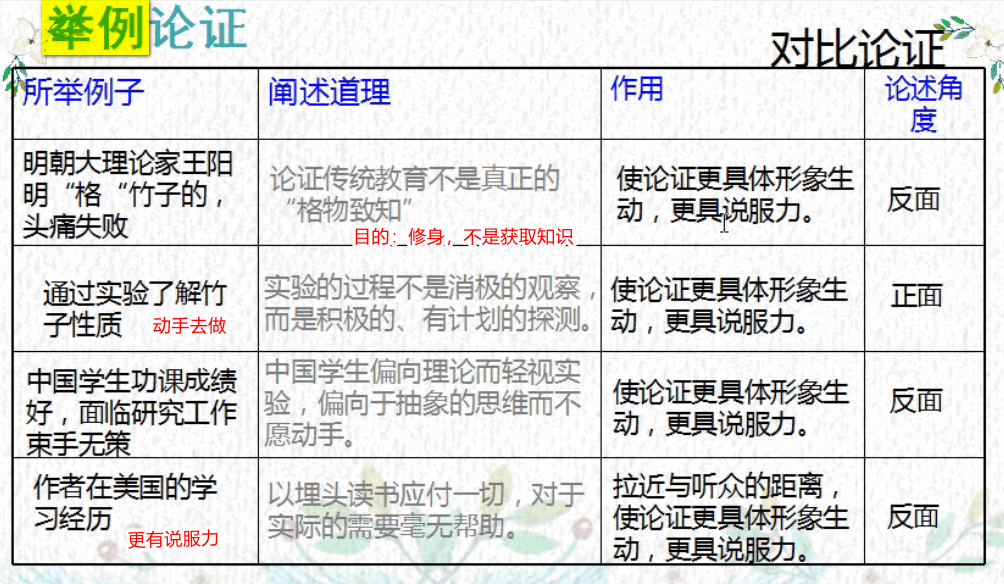 举例论证
对比论证
所举例子
阐述道理
作用
论述角
度
明朝大理论家王阳
明“格“竹子的，
头痛失败
论证传统教育不是真正的
“格物致知”
目的：修身，不是获取知识
使论证更具体形象生
动，更具说服力。
反面
通过实验了解竹
子性质
动手去做
实验的过程不是消极的观察，
而是积极的、有计划的探测。
使论证更具体形象生
动，更具说服力。
正面
中国学生功课成绩
好，面临研究工作
束手无策
中国学生偏向理论而轻视实
验，偏向于抽象的思维而不
愿动手。
使论证更具体形象生
动，更具说服力。
反面
作者在美国的学
习经历
更有说服力
以埋头读书应付一切，对于
实际的需要毫无帮助。
拉近与听众的距离，
使论证更具体形象生
动，更具说服力。
反面